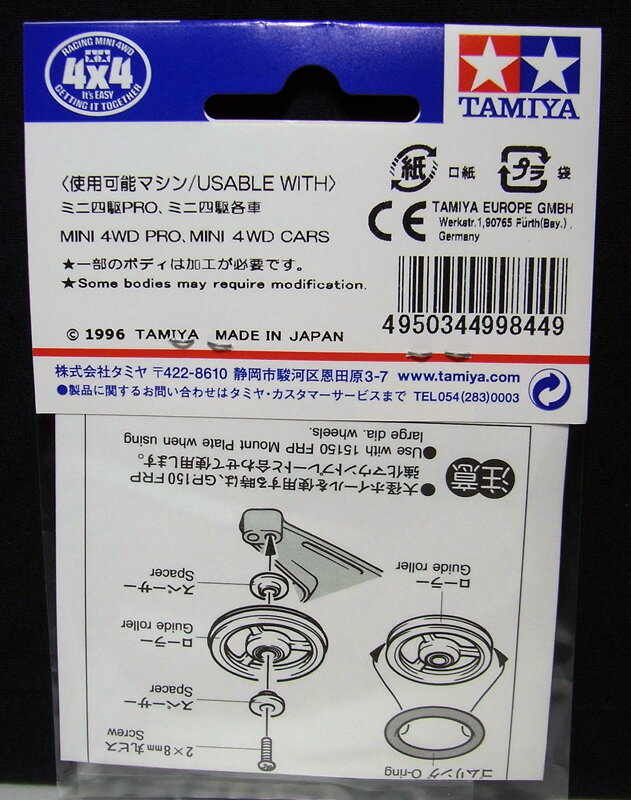 RACING MINI 4WD
4x4
It's EASY
GETTING IT TOGETHER
TAMIYA
〈使用可能マシン/USABLE WITH〉
ミニ四駆PRO、ミニ四駆各車
MINI 4WD PRO, MINI 4WD CARS
★一部のボディは加工が必要です。
★Some bodies may require modification.
© 1996 TAMIYA MADE IN JAPAN
紙 口紙
プラ 袋
CE
TAMIYA EUROPE GMBH
Werkstr.1,90765 Fürth(Bay.),
Germany
4950344998449
株式会社タミヤ 〒422-8610 静岡市駿河区恩田原3-7 www.tamiya.com
●製品に関するお問い合わせはタミヤ・カスタマーサービスまで TEL054(283)0003
ゴムリング O-ring
2×8mm丸ビス
Screw
スペーサー
Spacer
ローラー
Guide roller
スペーサー
Spacer
ローラー
Guide roller
注意
●大径ホイールを使用する時は、GP.150 FRP
強化マウントプレートと合わせて使用します。
●Use with 15150 FRP Mount Plate when using
large dia. wheels.